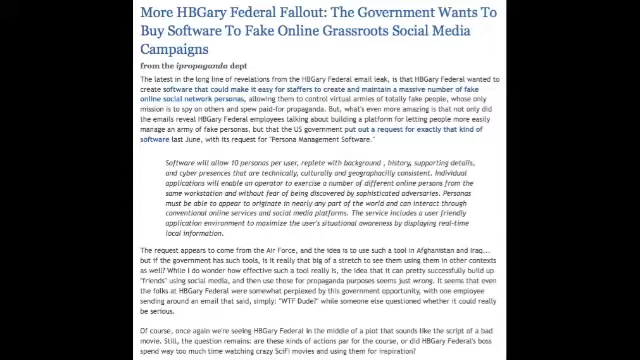 More HBGary Federal Fallout: The Government Wants To
Buy Software To Fake Online Grassroots Social Media
Campaigns
from the ipropaganda dept
The latest in the long line of revelations from the HBGary Federal email leak, is that HBGary Federal wanted to
create software that could make it easy for staffers to create and maintain a massive number of fake
online social network personas, allowing them to control virtual armies of totally fake people, whose only
mission is to spy on others and spew paid-for propaganda. But, what's even more amazing is that not only did
the emails reveal HBGary Federal employees talking about building a platform for letting people more easily
manage an army of fake personas, but that the US government put out a request for exactly that kind of
software last June, with its request for "Persona Management Software."
Software will allow 10 personas per user, replete with background , history, supporting details,
and cyber presences that are technically, culturally and geographacilly consistent. Individual
applications will enable an operator to exercise a number of different online persons from the
same workstation and without fear of being discovered by sophisticated adversaries. Personas
must be able to appear to originate in nearly any part of the world and can interact through
conventional online services and social media platforms. The service includes a user friendly
application environment to maximize the user's situational awareness by displaying real-time
local information.
The request appears to come from the Air Force, and the idea is to use such a tool in Afghanistan and Iraq....
but if the government has such tools, is it really that big of a stretch to see them using them in other contexts
as well? While I do wonder how effective such a tool really is, the idea that it can pretty successfully build up
"friends" using social media, and then use those for propaganda purposes seems just wrong. It seems that even
the folks at HBGary Federal were somewhat perplexed by this government opportunity, with one employee
sending around an email that said, simply: "WTF Dude?" while someone else questioned whether it could really
be serious.
Of course, once again we're seeing HBGary Federal in the middle of a plot that sounds like the script of a bad
movie. Still, the question remains: are these kinds of actions par for the course, or did HBGary Federal's boss
spend way too much time watching crazy SciFi movies and using them for inspiration?